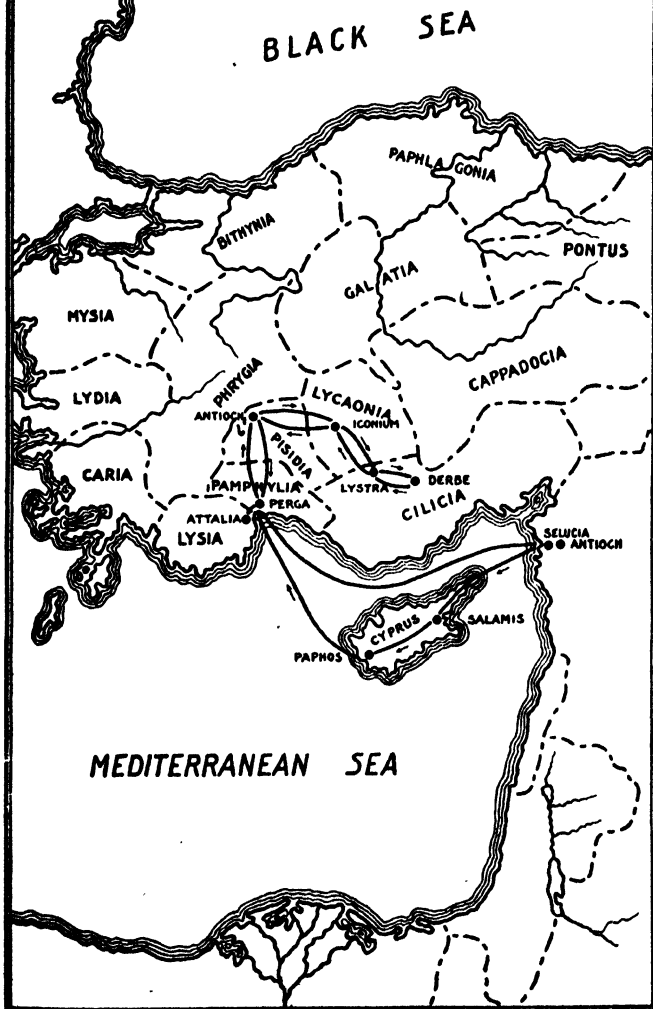 BLACK SEA
PAPHLAGONIA
BITHYNIA
PONTUS
GALATIA
MYSIA
CAPPADOCIA
PHRYGIA
LYDIA
LYCAONIA
ANTIOCH
ICONIUM
PISIDIA
CARIA
LYSTRA
DERBE
PAMPHYLIA
PERGA
CILICIA
ATTALIA
LYSIA
SELUCIA
ANTIOCH
CYPRUS
SALAMIS
PAPHOS
MEDITERRANEAN SEA